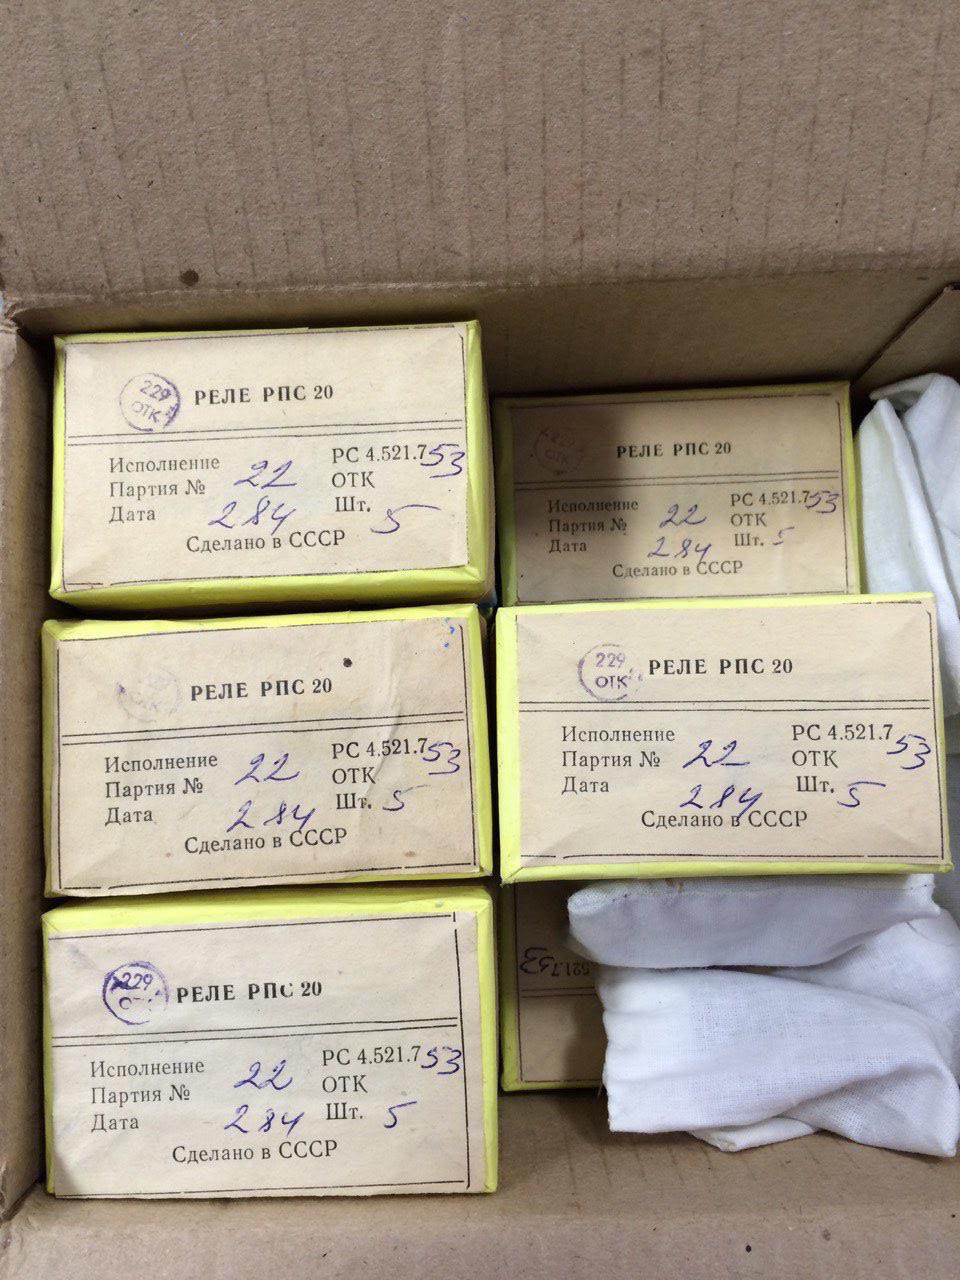 229
ОТК
РЕЛЕ РПС 20
Исполнение РС 4.521.753
Партия № 22 ОТК
Дата 284 Шт. 5
Сделано в СССР
РЕЛЕ РПС 20
Исполнение РС 4.521.753
Партия № 22 ОТК
Дата 284 Шт. 5
Сделано в СССР
РЕЛЕ РПС 20
Исполнение РС 4.521.753
Партия № 22 ОТК
Дата 284 Шт. 5
Сделано в СССР
229
ОТК
РЕЛЕ РПС 20
Исполнение РС 4.521.753
Партия № 22 ОТК
Дата 284 Шт. 5
Сделано в СССР
229
РЕЛЕ РПС 20
Исполнение РС 4.521.753
Партия № 22 ОТК
Дата 284 Шт. 5
Сделано в СССР
521.753